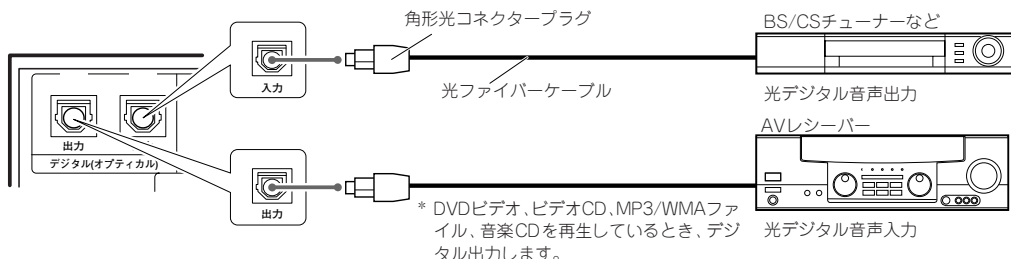 角形光コネクタープラグ
BS/CSチューナーなど
入力
光ファイバーケーブル
光デジタル音声出力
AVレシーバー
出力
デジタル(オプティカル)
出力
* DVDビデオ、ビデオCD、MP3/WMAファ
イル、音楽CDを再生しているとき、デジ
タル出力します。
光デジタル音声入力